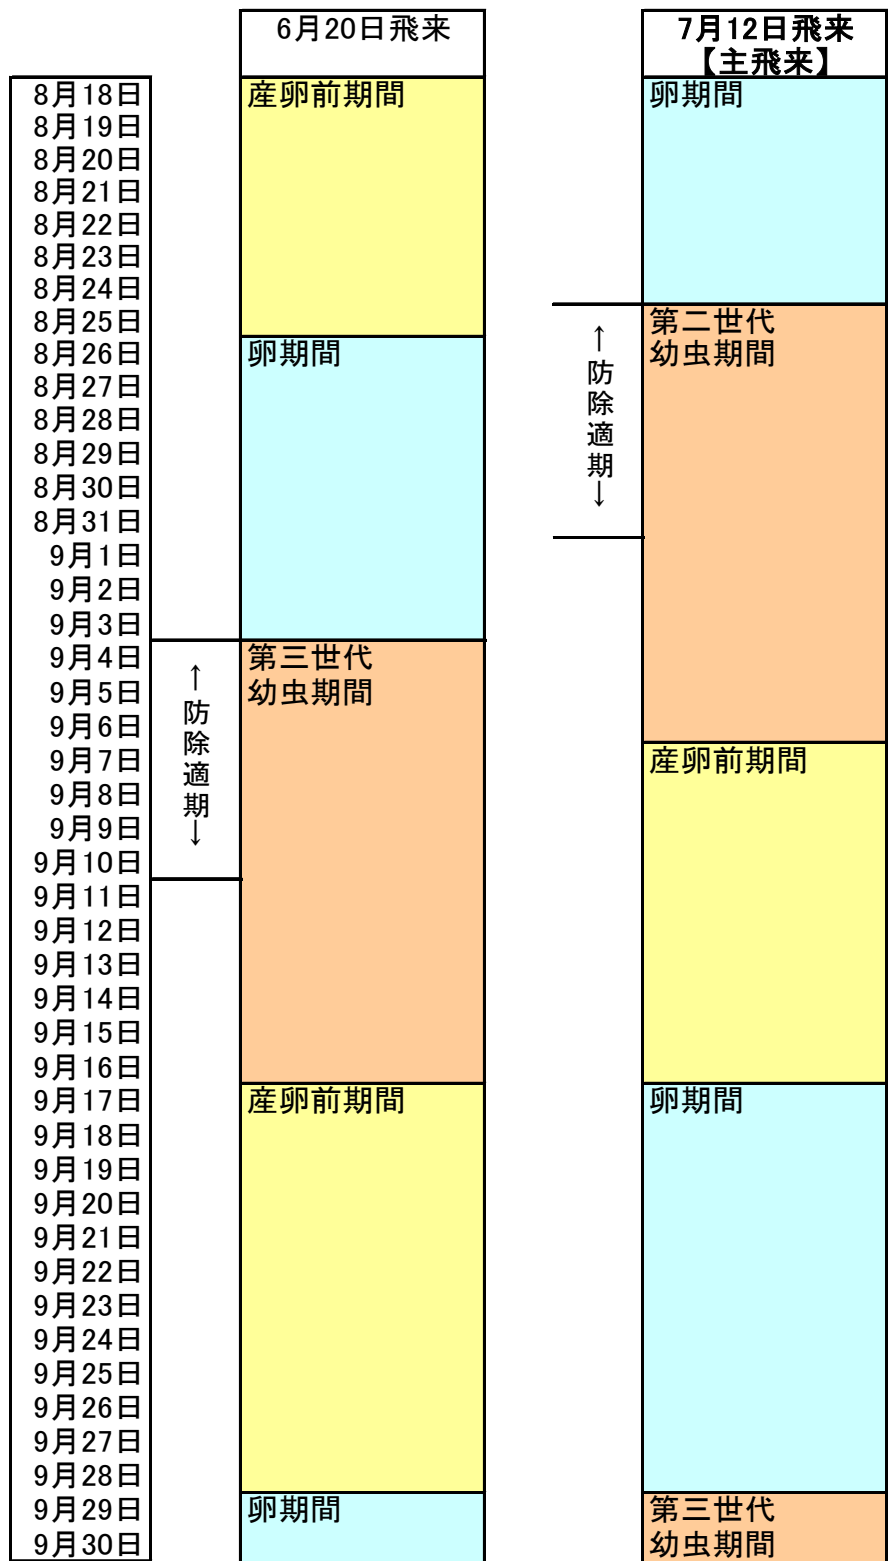 6月20日飛来
7月12日飛来
【主飛来】
8月18日 産卵前期間 卵期間
8月19日
8月20日
8月21日
8月22日
8月23日
8月24日
8月25日 第二世代
8月26日 卵期間 幼虫期間
8月27日
8月28日
8月29日
8月30日
8月31日
↑防除適期↓
9月1日
9月2日
9月3日
9月4日 第三世代
9月5日 幼虫期間
9月6日
9月7日 産卵前期間
9月8日
9月9日
9月10日
↑防除適期↓
9月11日
9月12日
9月13日
9月14日
9月15日
9月16日
9月17日 産卵前期間 卵期間
9月18日
9月19日
9月20日
9月21日
9月22日
9月23日
9月24日
9月25日
9月26日
9月27日
9月28日
9月29日 卵期間 第三世代
9月30日 幼虫期間